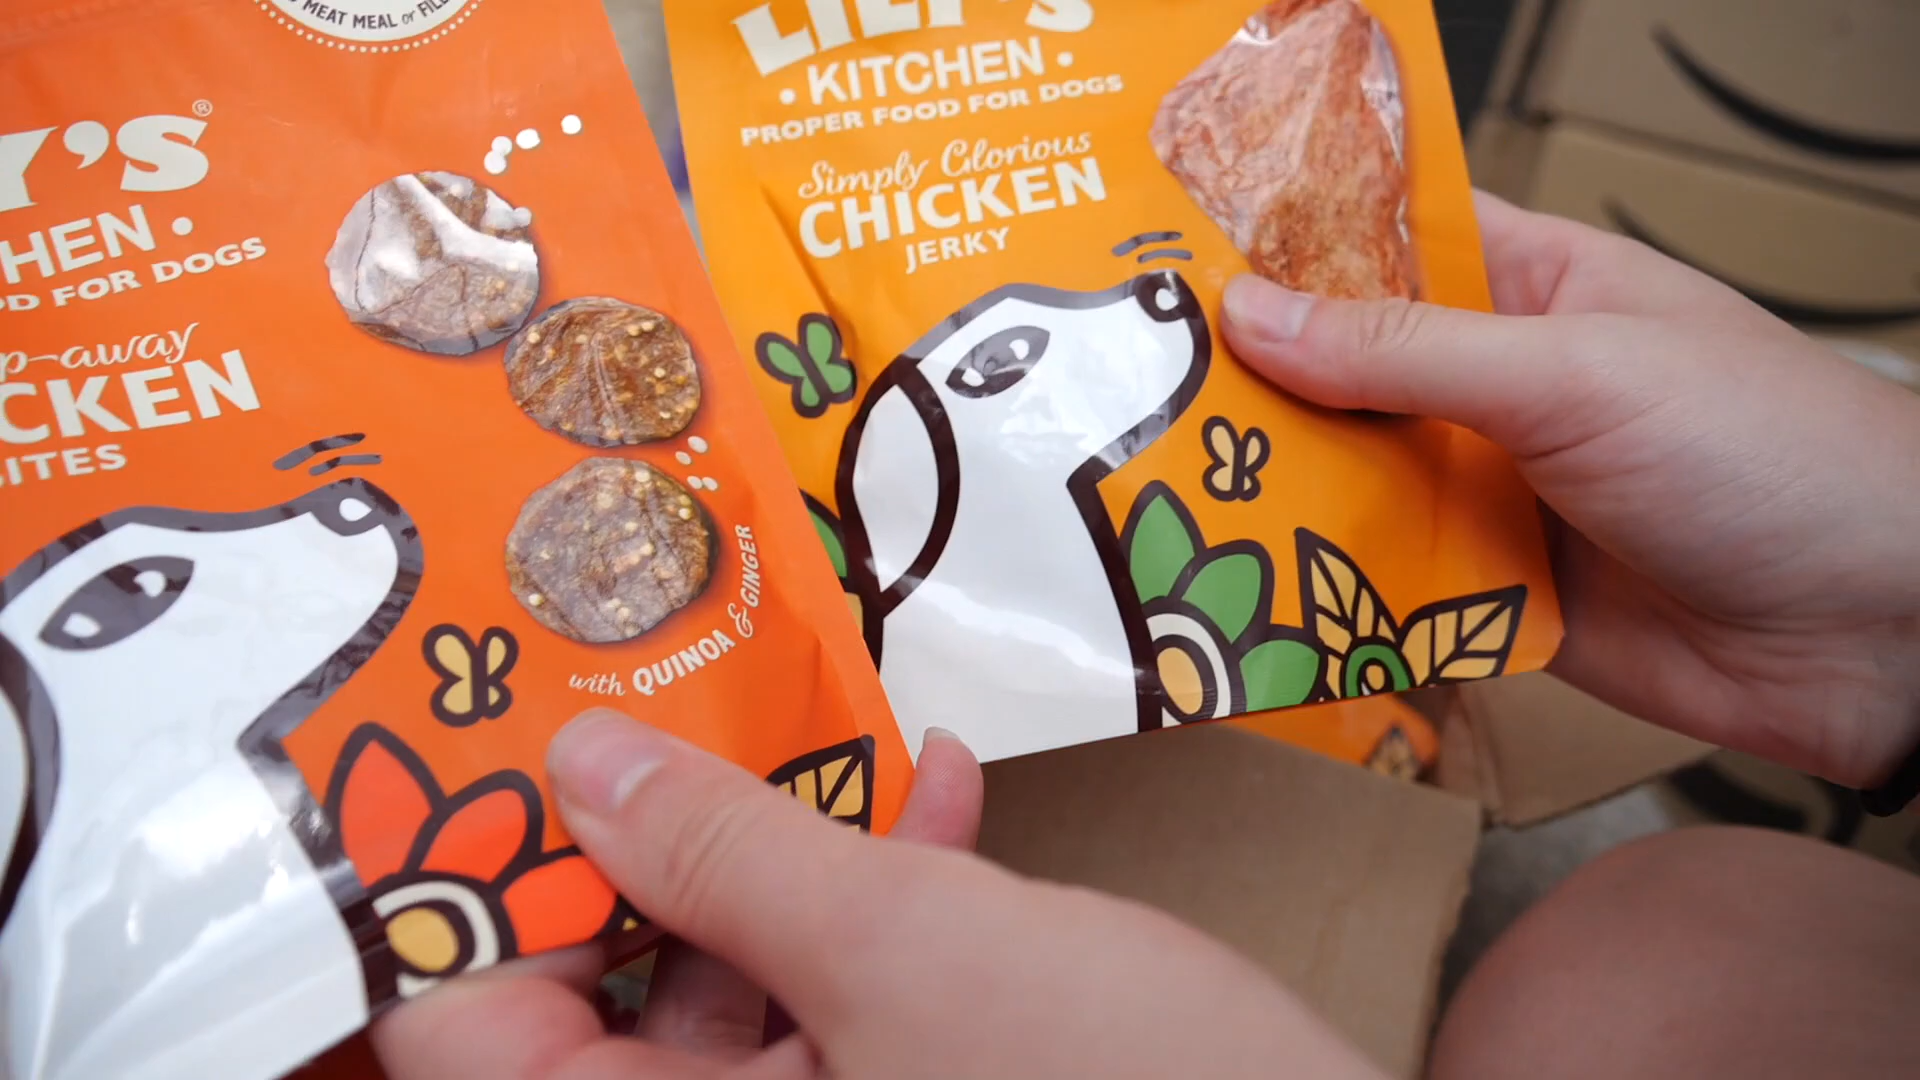 MEAT MEAL or
Y'S®
HEN •
FOR DOGS
p-away
CKEN
ITES
with QUINOA & GINGER
LILY'S
• KITCHEN •
PROPER FOOD FOR DOGS
Simply Glorious
CHICKEN
JERKY